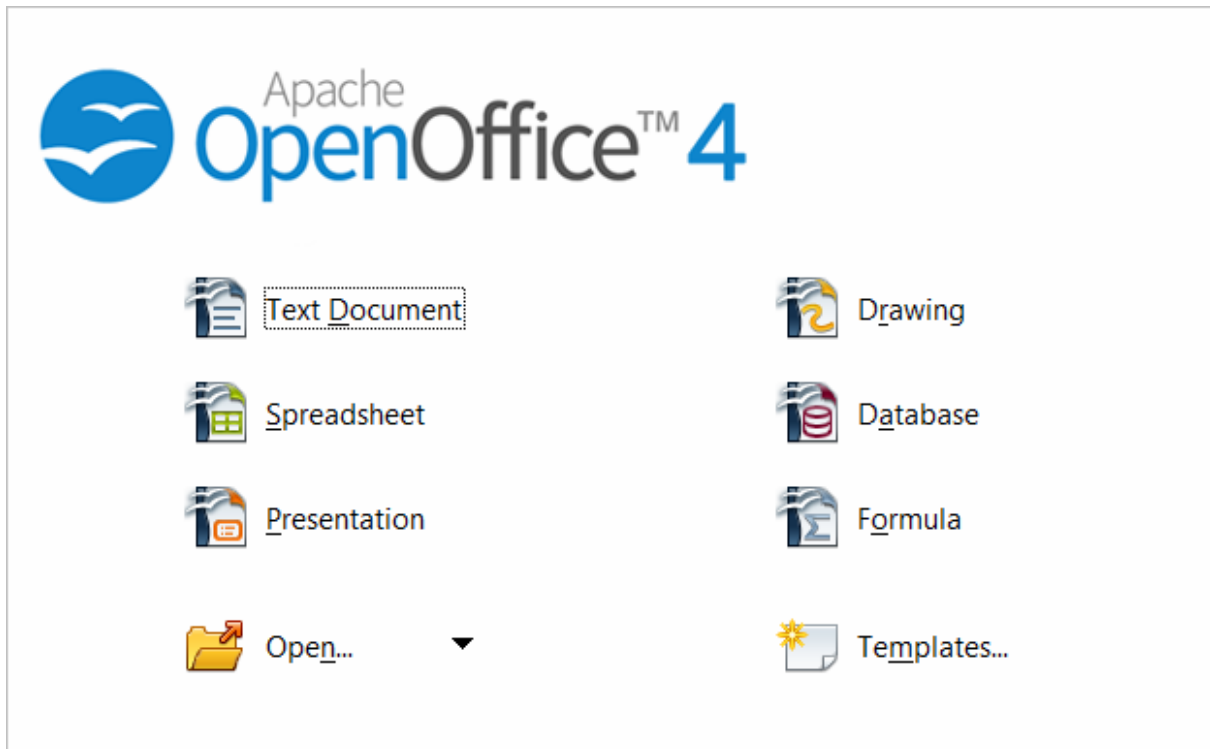 Apache
OpenOffice™ 4
Text Document
Drawing
Spreadsheet
Database
Presentation
Formula
Open...
Templates...